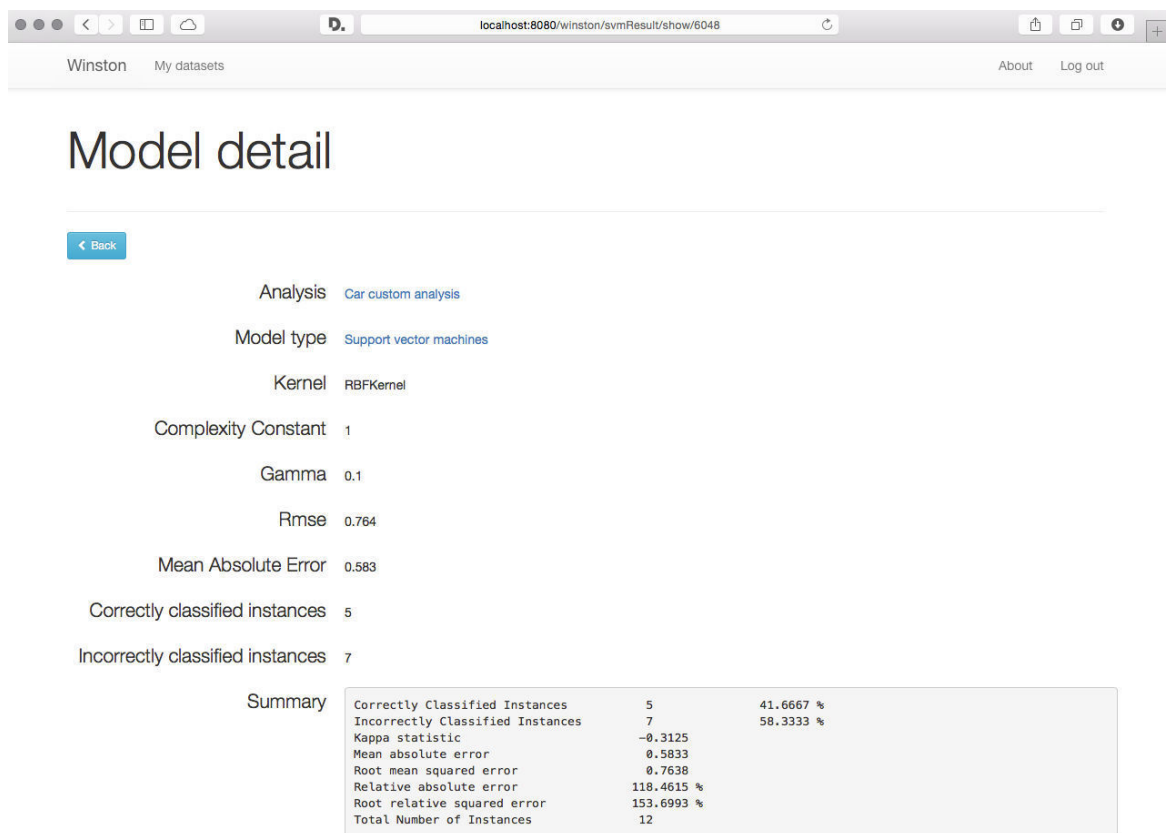 D. localhost:8080/winston/svmResult/show/6048
Winston My datasets About Log out
Model detail
Back
Analysis Car custom analysis
Model type Support vector machines
Kernel RBFKernel
Complexity Constant 1
Gamma 0.1
Rmse 0.764
Mean Absolute Error 0.583
Correctly classified instances 5
Incorrectly classified instances 7
Summary
Correctly Classified Instances 5 41.6667 %
Incorrectly Classified Instances 7 58.3333 %
Kappa statistic -0.3125
Mean absolute error 0.5833
Root mean squared error 0.7638
Relative absolute error 118.4615 %
Root relative squared error 153.6993 %
Total Number of Instances 12